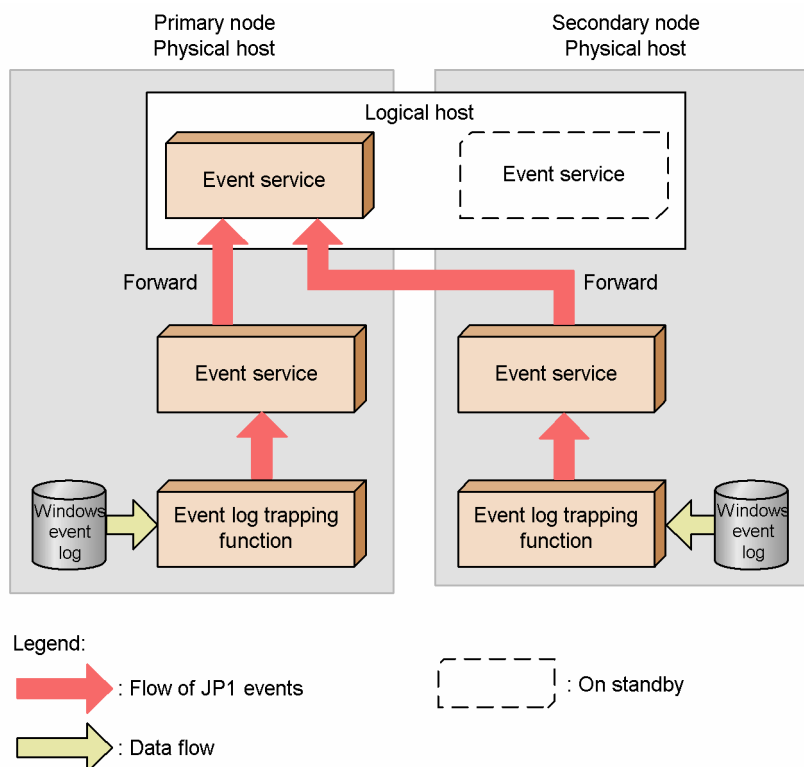 Primary node
Physical host
Secondary node
Physical host
Logical host
Event service
Event service
Forward
Forward
Event service
Event service
Windows
event
log
Event log trapping
function
Event log trapping
function
Windows
event
log
Legend:
: Flow of JP1 events
: On standby
: Data flow